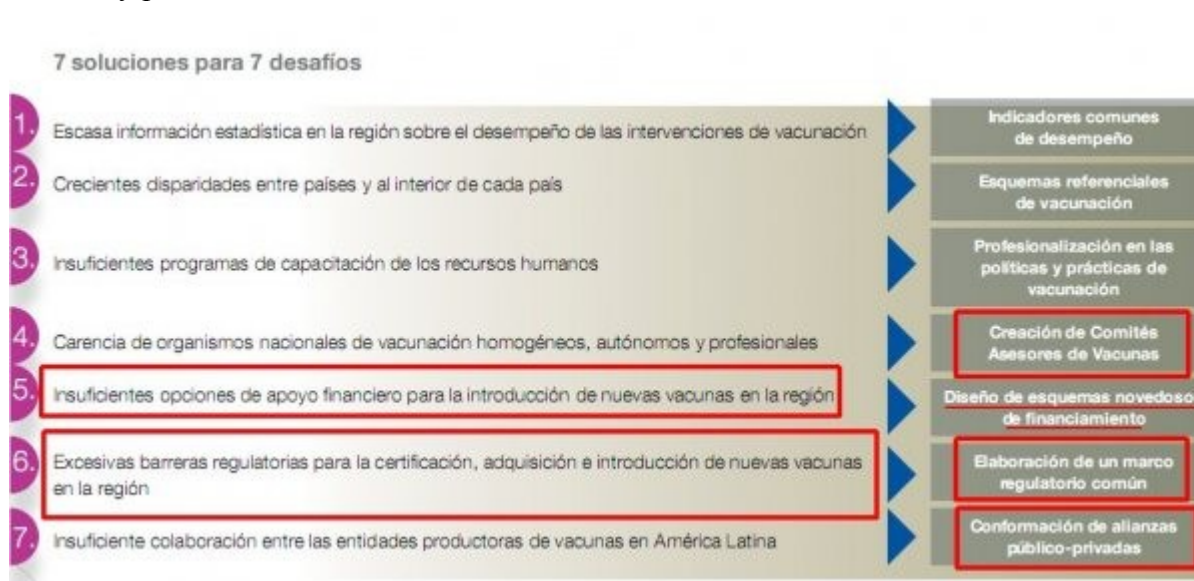 7 soluciones para 7 desafíos
1. Escasa información estadística en la región sobre el desempeño de las intervenciones de vacunación
Indicadores comunes
de desempeño
2. Crecientes disparidades entre países y al interior de cada país
Esquemas referenciales
de vacunación
3. Insuficientes programas de capacitación de los recursos humanos
Profesionalización en las
políticas y prácticas de
vacunación
4. Carencia de organismos nacionales de vacunación homogéneos, autónomos y profesionales
Creación de Comités
Asesores de Vacunas
5. Insuficientes opciones de apoyo financiero para la introducción de nuevas vacunas en la región
Diseño de esquemas novedoso
de financiamiento
6. Excesivas barreras regulatorias para la certificación, adquisición e introducción de nuevas vacunas
en la región
Elaboración de un marco
regulatorio común
7. Insuficiente colaboración entre las entidades productoras de vacunas en América Latina
Conformación de alianzas
público-privadas